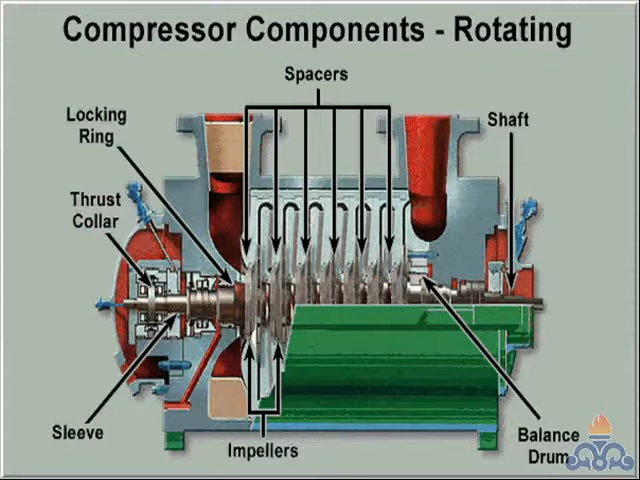 Compressor Components - Rotating
Spacers
Locking
Ring
Shaft
Thrust
Collar
Sleeve
Impellers
Balance
Drum